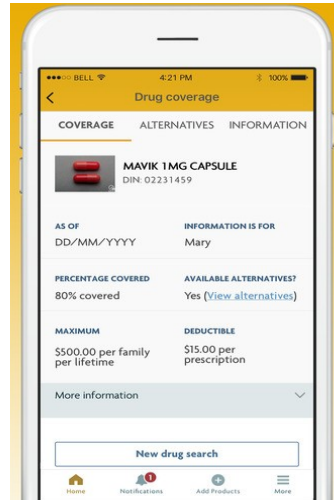 BELL 4:21 PM 100%
Drug coverage
COVERAGE ALTERNATIVES INFORMATION
MAVIK 1MG CAPSULE
DIN: 02231459
AS OF INFORMATION IS FOR
DD/MM/YYYY Mary
PERCENTAGE COVERED AVAILABLE ALTERNATIVES?
80% covered Yes (View alternatives)
MAXIMUM DEDUCTIBLE
$500.00 per family $15.00 per
per lifetime prescription
More information
New drug search
1
Home Notifications Add Products More